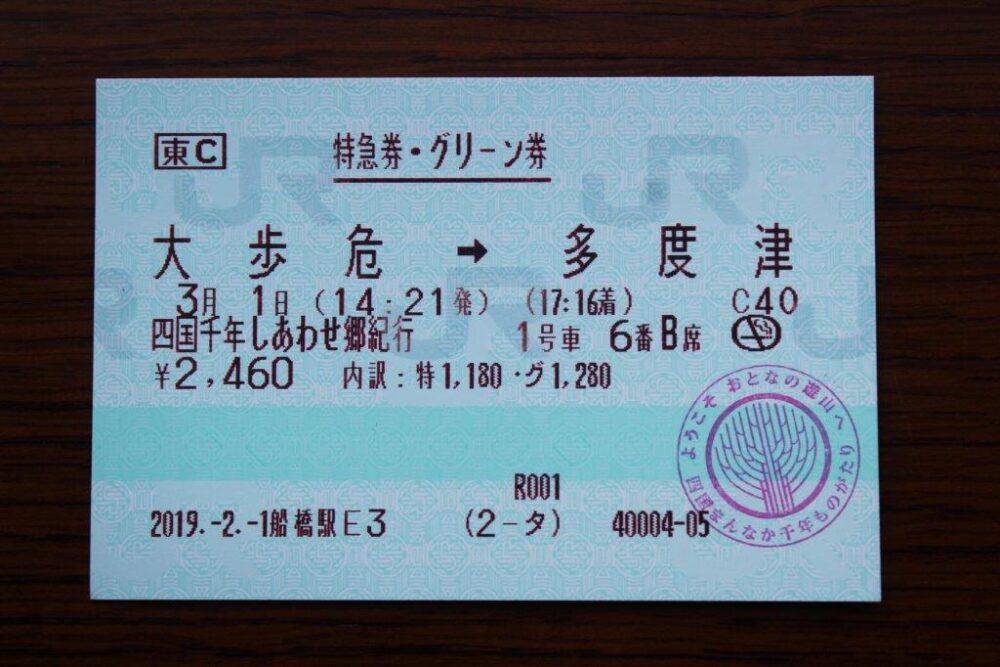 東C 特急券・グリーン券
大歩危 → 多度津
3月 1日 (14:21発) (17:16着) C40
四国千年しあわせ郷紀行 1号車 6番B席
¥2,460 内訳:特1,180・グ1,280
ようこそ おとなの遊山へ
四国まんなか千年ものがたり
R001
2019.-2.-1船橋駅E3 (2-タ) 40004-05
JR JR
JR